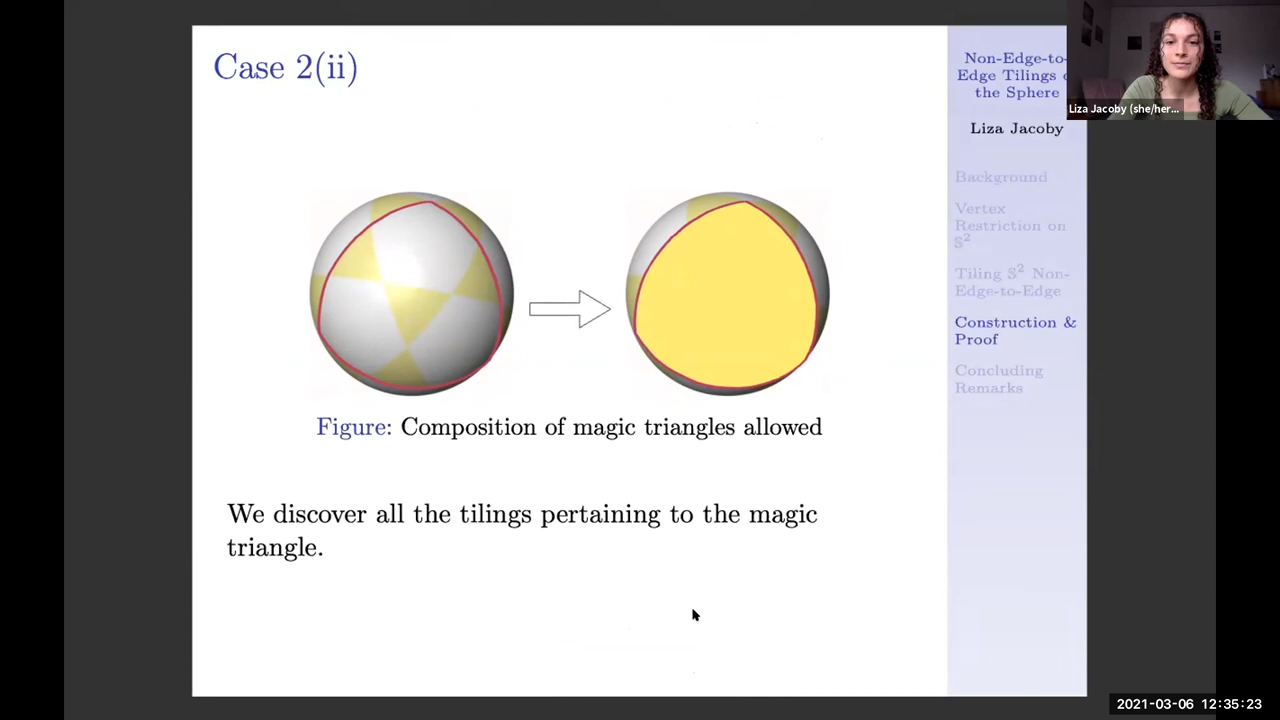 Case 2(ii)
Figure: Composition of magic triangles allowed
We discover all the tilings pertaining to the magic
triangle.
Non-Edge-to-
Edge Tilings
the Sphere
Liza Jacoby
Background
Vertex
Restriction on
S²
Tiling S² Non-
Edge-to-Edge
Construction &
Proof
Concluding
Remarks
Liza Jacoby (she/her...
2021-03-06 12:35:23